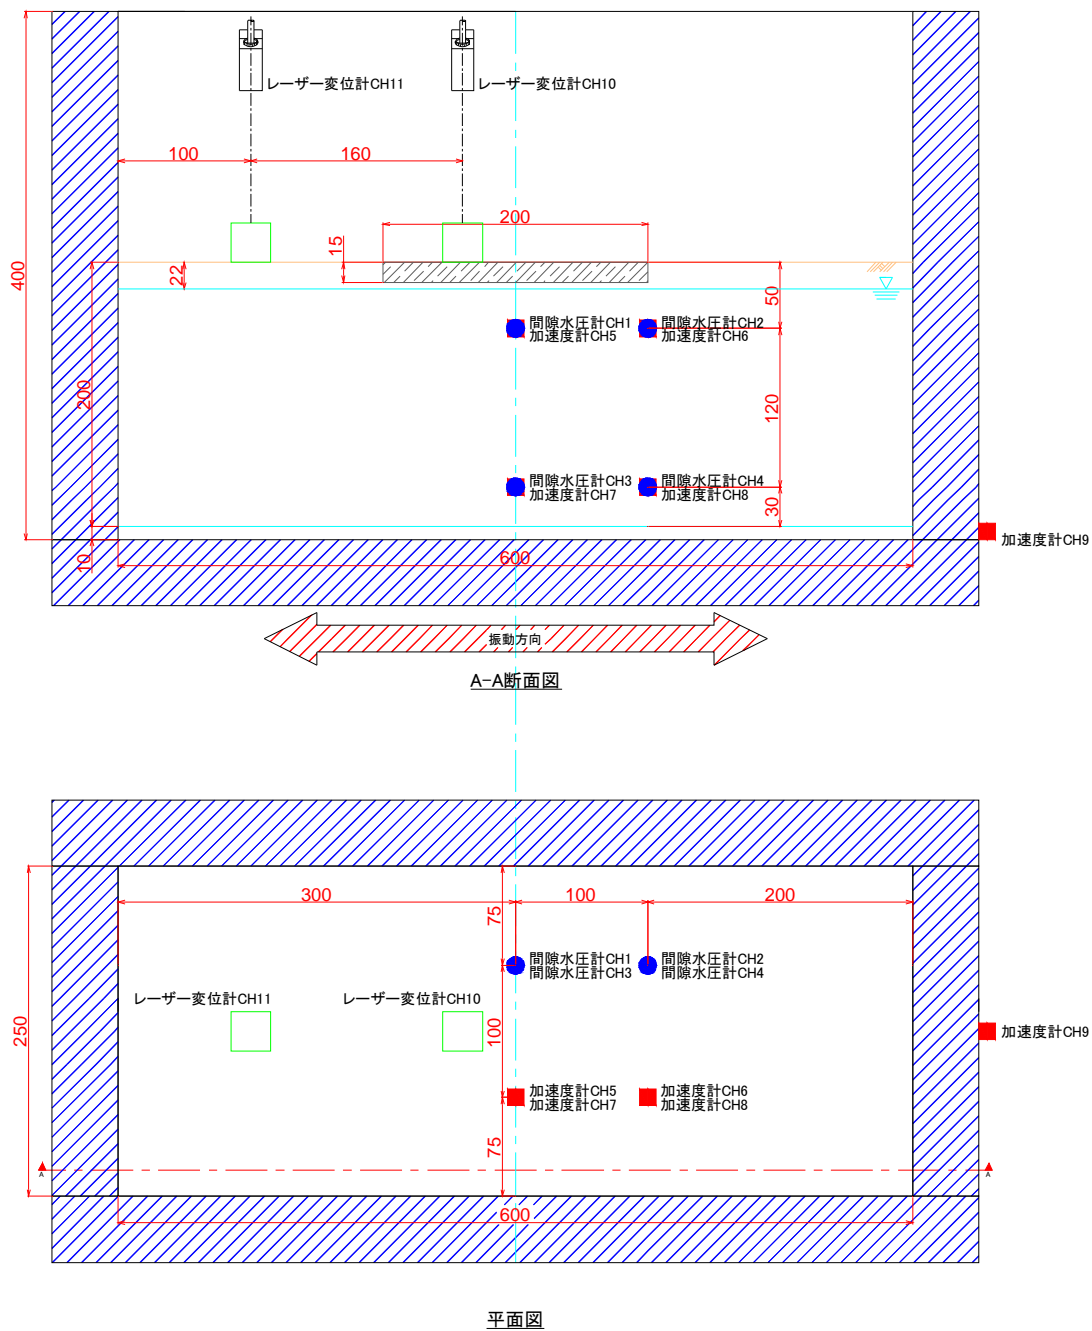 レーザー変位計CH11
レーザー変位計CH10
100
160
200
15
22
50
400
間隙水圧計CH1
加速度計CH5
間隙水圧計CH2
加速度計CH6
200
120
間隙水圧計CH3
加速度計CH7
間隙水圧計CH4
加速度計CH8
30
加速度計CH9
10
600
振動方向
A-A断面図
300
100
200
75
間隙水圧計CH1
間隙水圧計CH3
間隙水圧計CH2
間隙水圧計CH4
レーザー変位計CH11
レーザー変位計CH10
250
100
加速度計CH9
加速度計CH5
加速度計CH7
加速度計CH6
加速度計CH8
75
A
A
600
平面図